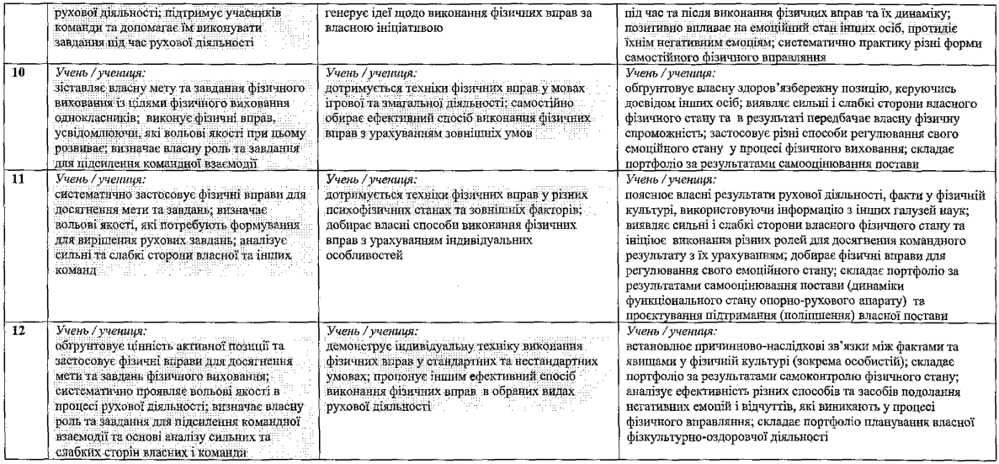 рухової діяльності; підтримує учасників
команди та допомагає їм виконувати
завдання під час рухової діяльності
генерує ідеї щодо виконання фізичних вправ за
власною ініціативою
під час та після виконання фізичних вправ та їх динаміку;
позитивно впливає на емоційний стан інших осіб, протидіє
їхнім негативним емоціям; систематично практику різні форми
самостійного фізичного вправляння
10
Учень / учениця:
зіставляє власну мету та завдання фізичного
виховання із цілями фізичного виховання
однокласників; виконує фізичні вправ,
усвідомлюючи, які вольові якості при цьому
розвиває; визначає власну роль та завдання
для підсилення командної взаємодії
Учень / учениця:
дотримується техніки фізичних вправ у мовах
ігрової та змагальної діяльності; самостійно
обирає ефективний спосіб виконання фізичних
вправ з урахуванням зовнішніх умов
Учень / учениця:
обґрунтовує власну здоров’язбережну позицію, керуючись
досвідом інших осіб; виявляє сильні і слабкі сторони власного
фізичного стану та в результаті передбачає власну фізичну
спроможність; застосовує різні способи регулювання свого
емоційного стану у процесі фізичного виховання; складає
портфоліо за результатами самооцінювання постави
11
Учень / учениця:
систематично застосовує фізичні вправи для
досягнення мети та завдань; визначає
вольові якості, які потребують формування
для вирішення рухових завдань; аналізує
сильні та слабкі сторони власної та інших
команд
Учень / учениця:
дотримується техніки фізичних вправ у різних
психофізичних станах та зовнішніх факторів;
добирає власні способи виконання фізичних
вправ з урахуванням індивідуальних
особливостей
Учень / учениця:
пояснює власні результати рухової діяльності, факти у фізичній
культурі, використовуючи інформацію з інших галузей наук;
виявляє сильні і слабкі сторони власного фізичного стану та
ініціює виконання різних ролей для досягнення командного
результату з їх урахуванням; добирає фізичні вправи для
регулювання свого емоційного стану; складає портфоліо за
результатами самооцінювання постави (динаміки
функціонального стану опорно-рухового апарату) та
проєктування підтримання (поліпшення) власної постави
12
Учень / учениця:
обґрунтовує цінність активної позиції та
застосовує фізичні вправи для досягнення
мети та завдань фізичного виховання;
систематично проявляє вольові якості в
процесі рухової діяльності; визначає власну
роль та завдання для підсилення командної
взаємодії та основі аналізу сильних та
слабких сторін власних і команди
Учень / учениця:
демонструє індивідуальну техніку виконання
фізичних вправ у стандартних та нестандартних
умовах; пропонує іншим ефективний спосіб
виконання фізичних вправ в обраних видах
рухової діяльності
Учень / учениця:
встановлює причинново-наслідкові зв’язки між фактами та
явищами у фізичній культурі (зокрема особистій); складає
портфоліо за результатами самоконтролю фізичного стану;
аналізує ефективність різних способів та засобів подолання
негативних емоцій і відчуттів, які виникають у процесі
фізичного вправляння; складає портфоліо планування власної
фізкультурно-оздоровчої діяльності